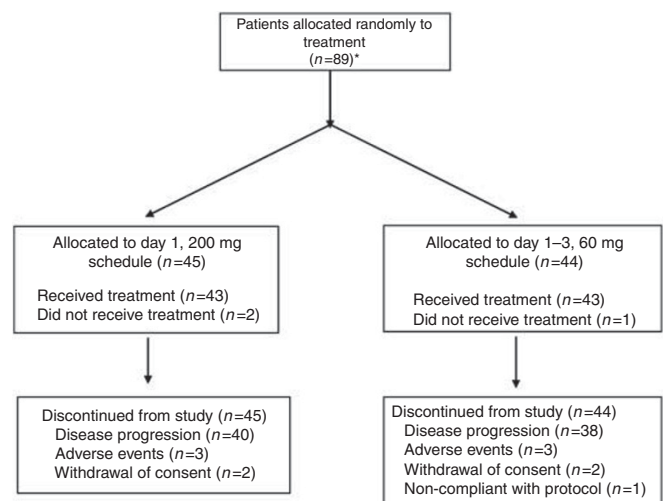 Patients allocated randomly to
treatment
(n=89)*
Allocated to day 1, 200 mg
schedule (n=45)
Received treatment (n=43)
Did not receive treatment (n=2)
Allocated to day 1–3, 60 mg
schedule (n=44)
Received treatment (n=43)
Did not receive treatment (n=1)
Discontinued from study (n=45)
Disease progression (n=40)
Adverse events (n=3)
Withdrawal of consent (n=2)
Discontinued from study (n=44)
Disease progression (n=38)
Adverse events (n=3)
Withdrawal of consent (n=2)
Non-compliant with protocol (n=1)